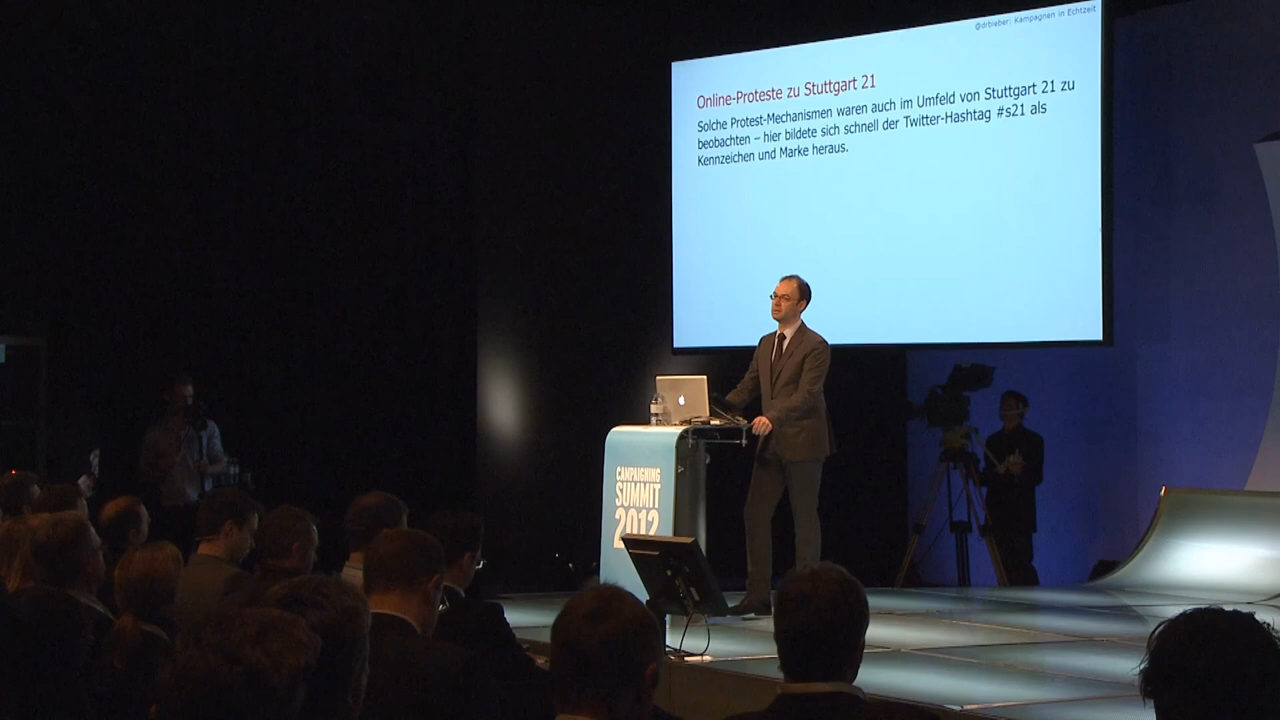 @drbieber: Kampagnen in Echtzeit
Online-Proteste zu Stuttgart 21
Solche Protest-Mechanismen waren auch im Umfeld von Stuttgart 21 zu
beobachten – hier bildete sich schnell der Twitter-Hashtag #s21 als
Kennzeichen und Marke heraus.
CAMPAIGNING
SUMMIT
2012